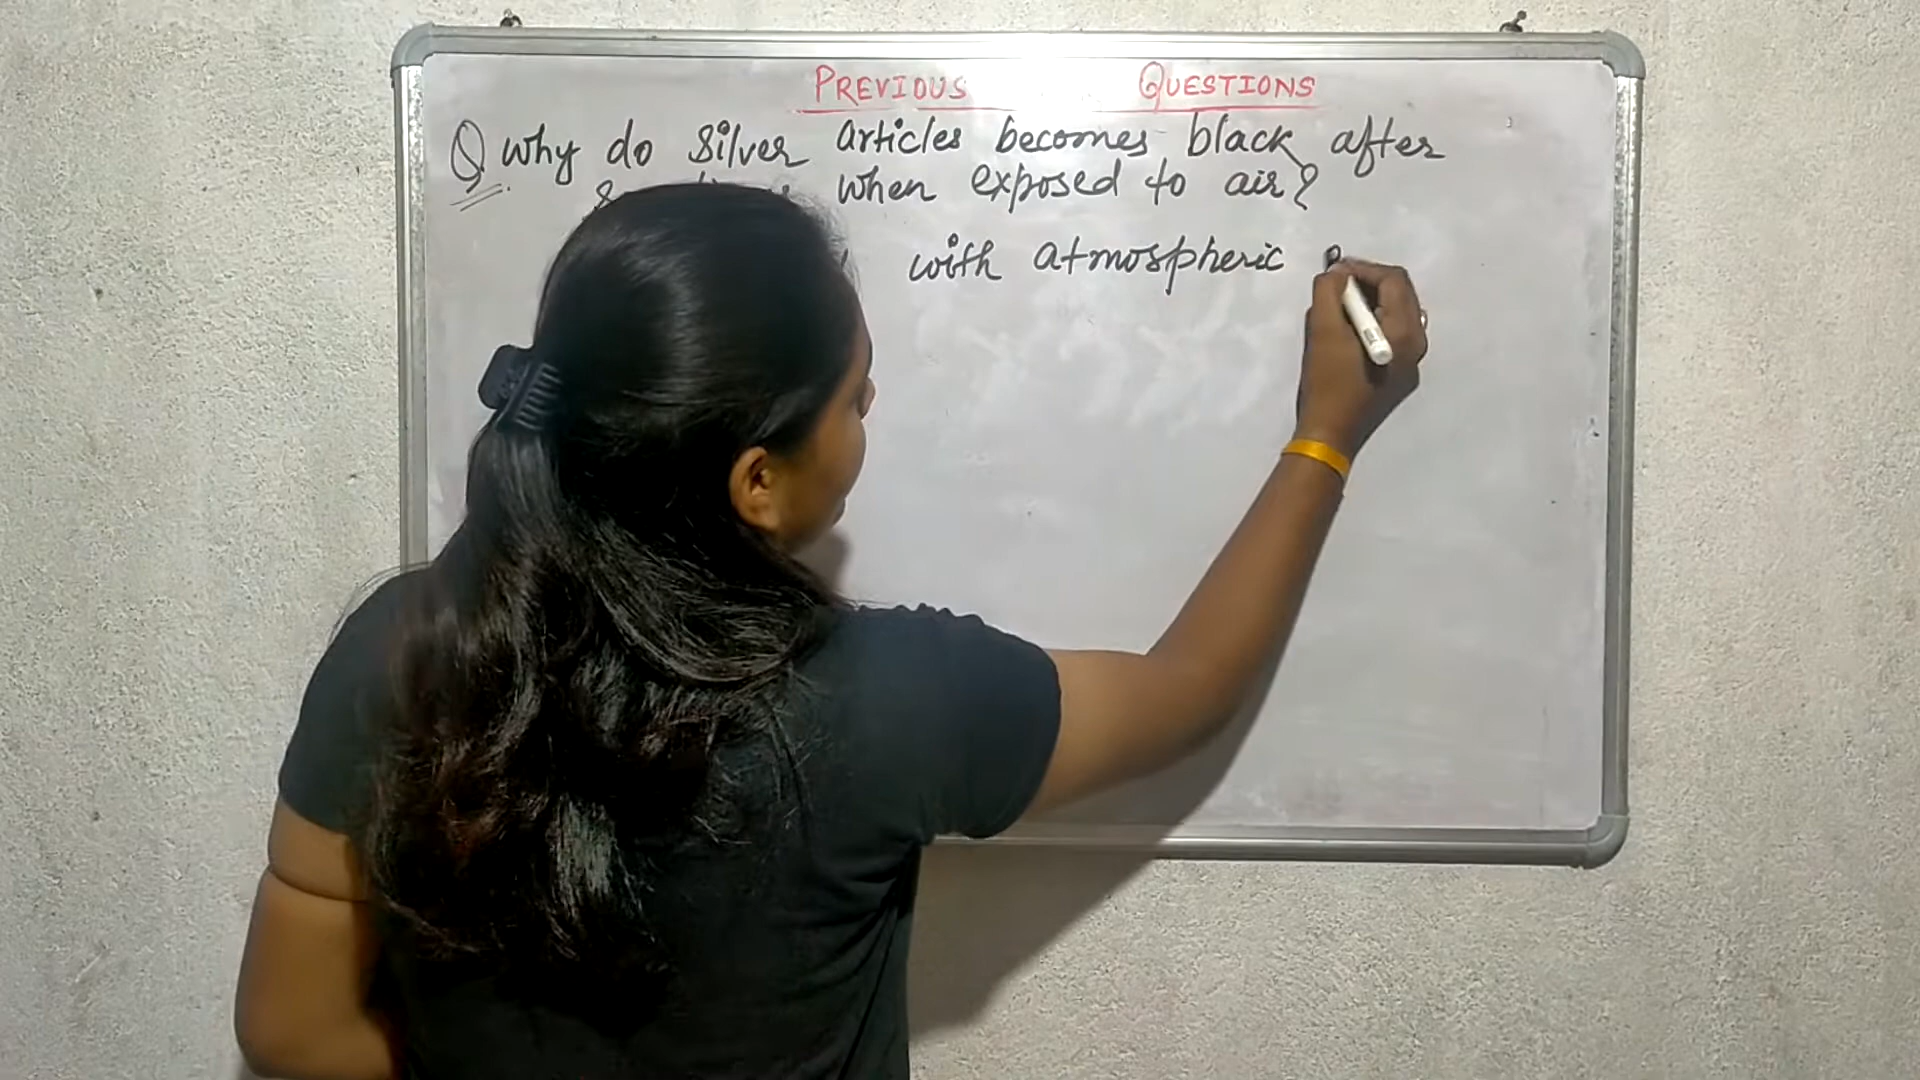 PREVIOUS QUESTIONS
Q Why do Silver articles becomes black after
when exposed to air?
with atmospheric